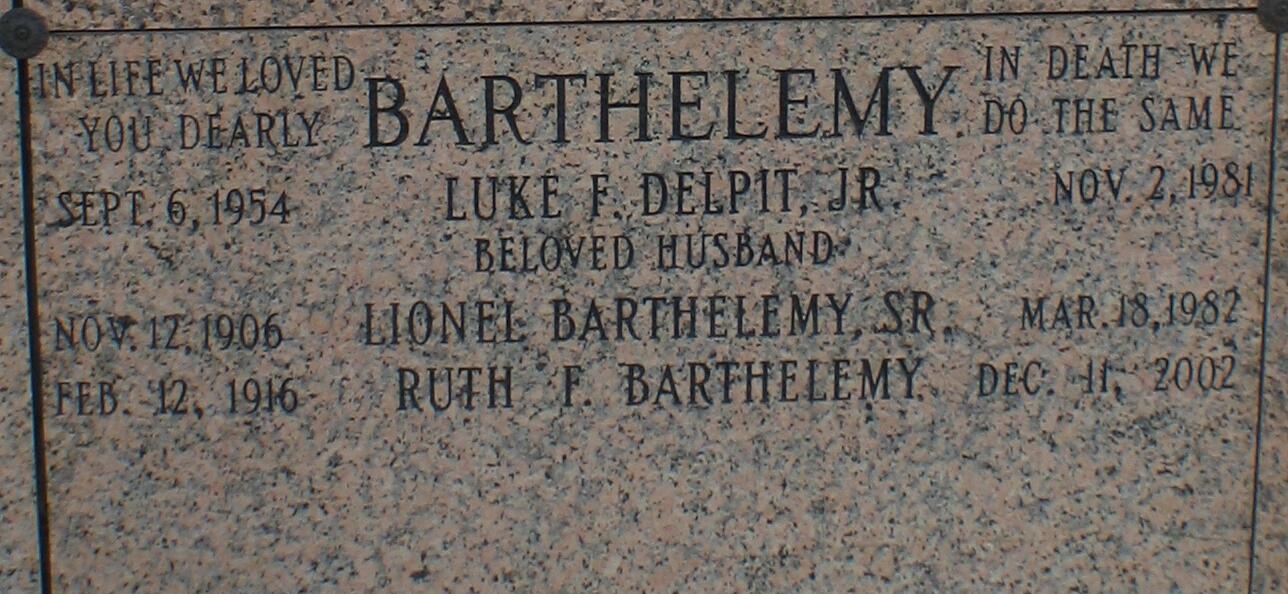 IN LIFE WE LOVED
YOU DEARLY
BARTHELEMY
IN DEATH WE
DO THE SAME
SEPT. 6, 1954 LUKE F. DELPIT, JR. NOV. 2, 1981
BELOVED HUSBAND
NOV. 12, 1906 LIONEL BARTHELEMY, SR. MAR. 18, 1982
FEB. 12, 1916 RUTH F. BARTHELEMY DEC. 11, 2002